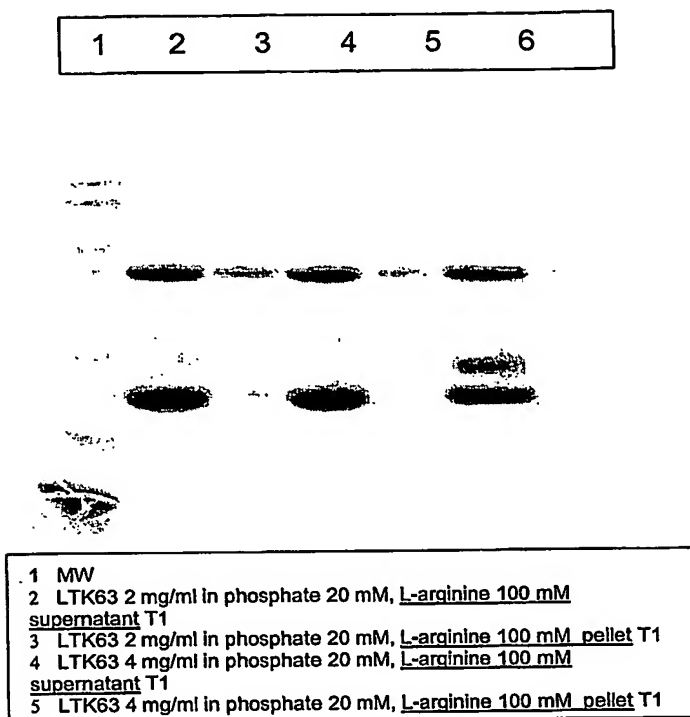 1 2 3 4 5 6
1 MW
2 LTK63 2 mg/ml in phosphate 20 mM, L-arginine 100 mM
supernatant T1
3 LTK63 2 mg/ml in phosphate 20 mM, L-arginine 100 mM pellet T1
4 LTK63 4 mg/ml in phosphate 20 mM, L-arginine 100 mM
supernatant T1
5 LTK63 4 mg/ml in phosphate 20 mM, L-arginine 100 mM pellet T1